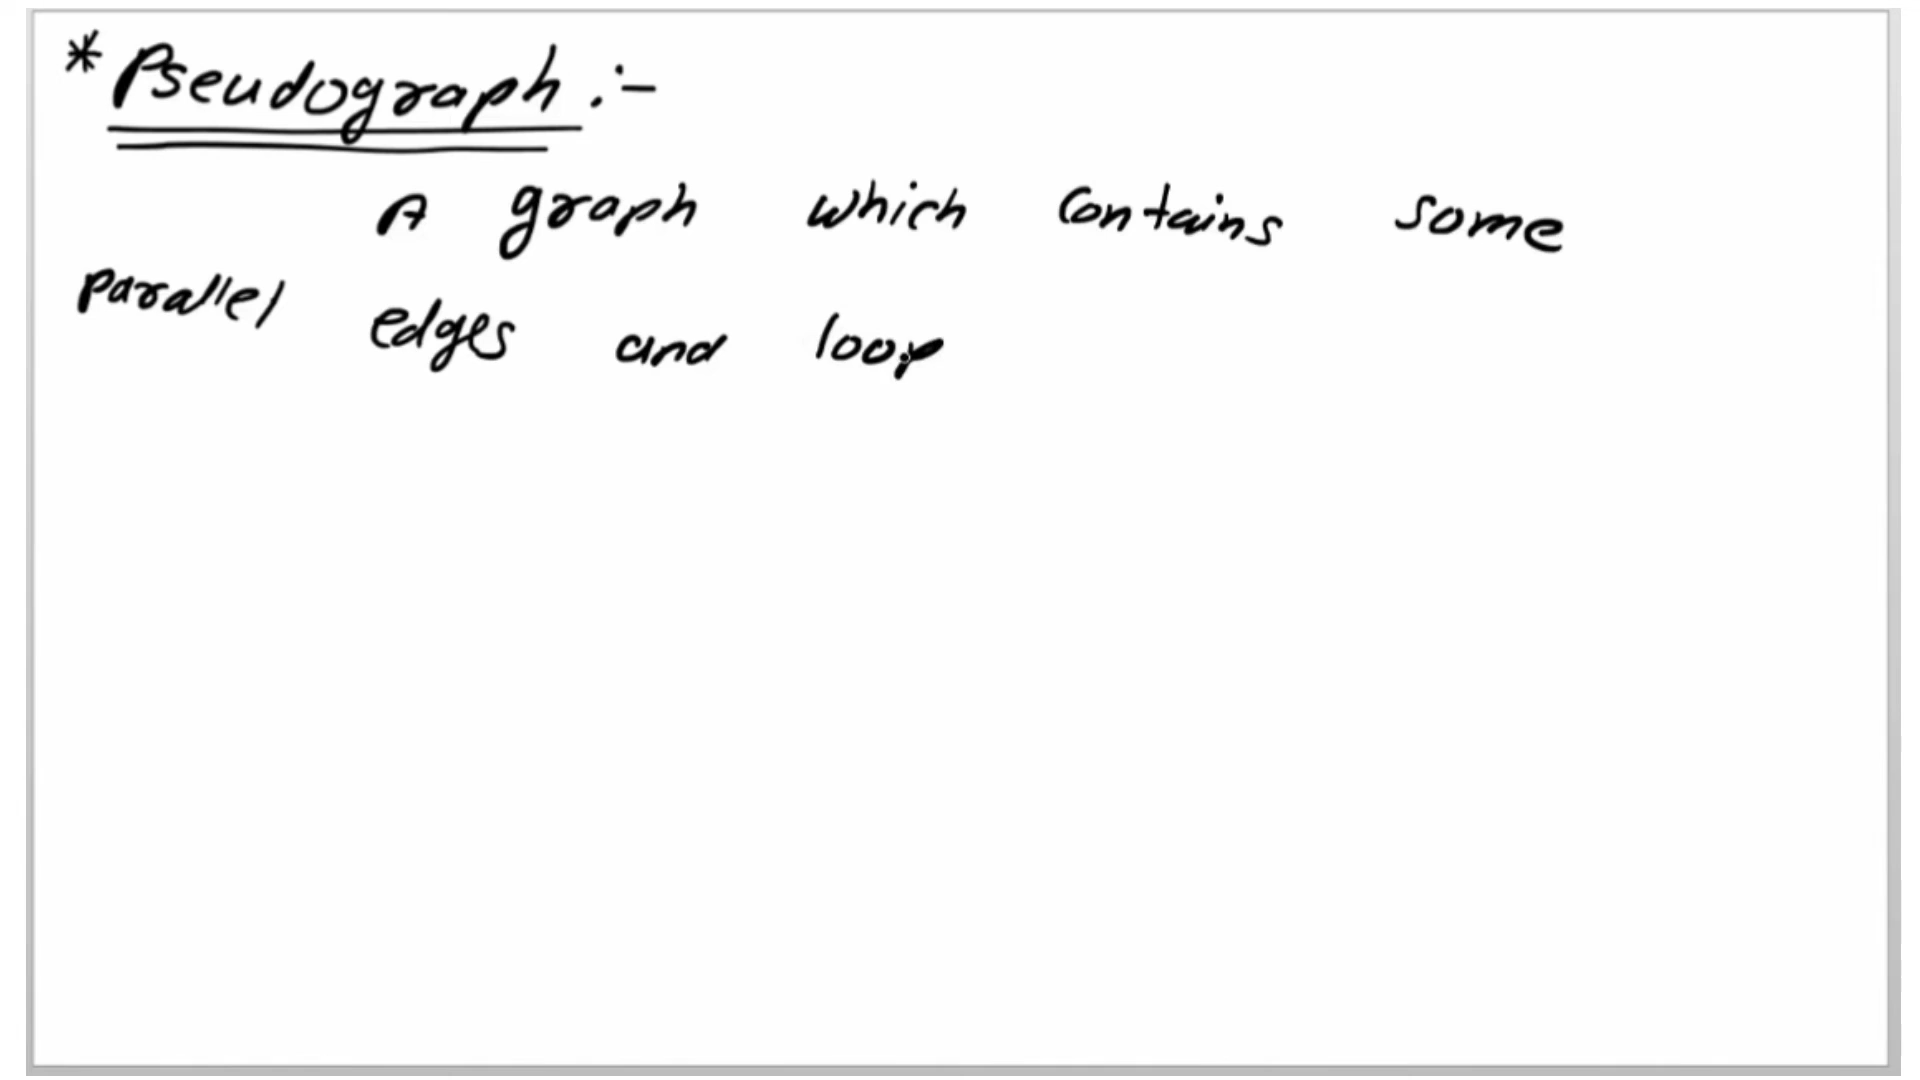 * Pseudograph :-
A graph which contains some
parallel edges and loop